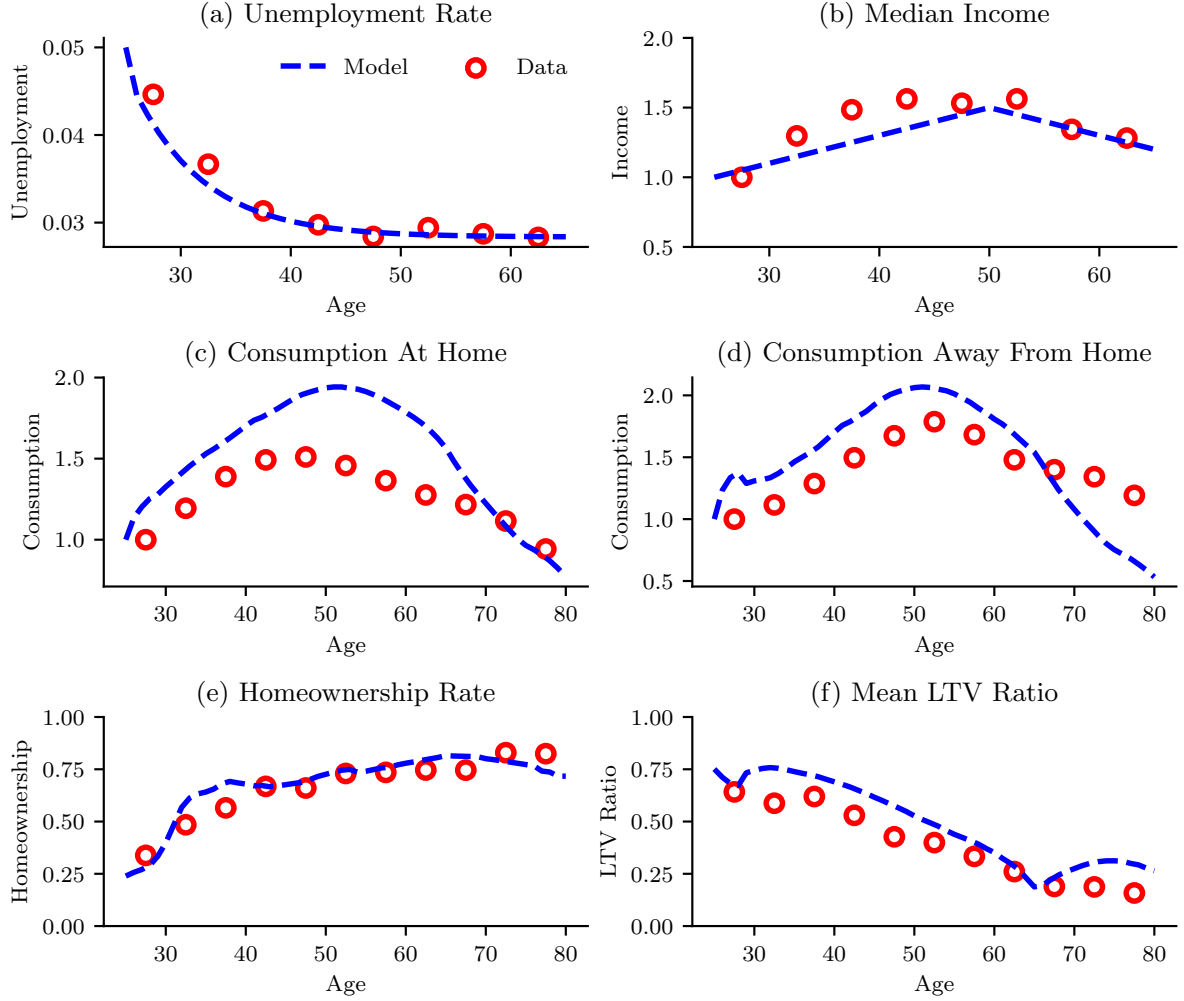 (a) Unemployment Rate
0.05
0.04
0.03
Unemployment
Model
Data
30 40 50 60
Age
(b) Median Income
2.0
1.5
1.0
0.5
Income
30 40 50 60
Age
(c) Consumption At Home
2.0
1.5
1.0
Consumption
30 40 50 60 70 80
Age
(d) Consumption Away From Home
2.0
1.5
1.0
0.5
Consumption
30 40 50 60 70 80
Age
(e) Homeownership Rate
1.00
0.75
0.50
0.25
0.00
Homeownership
30 40 50 60 70 80
Age
(f) Mean LTV Ratio
1.00
0.75
0.50
0.25
0.00
LTV Ratio
30 40 50 60 70 80
Age